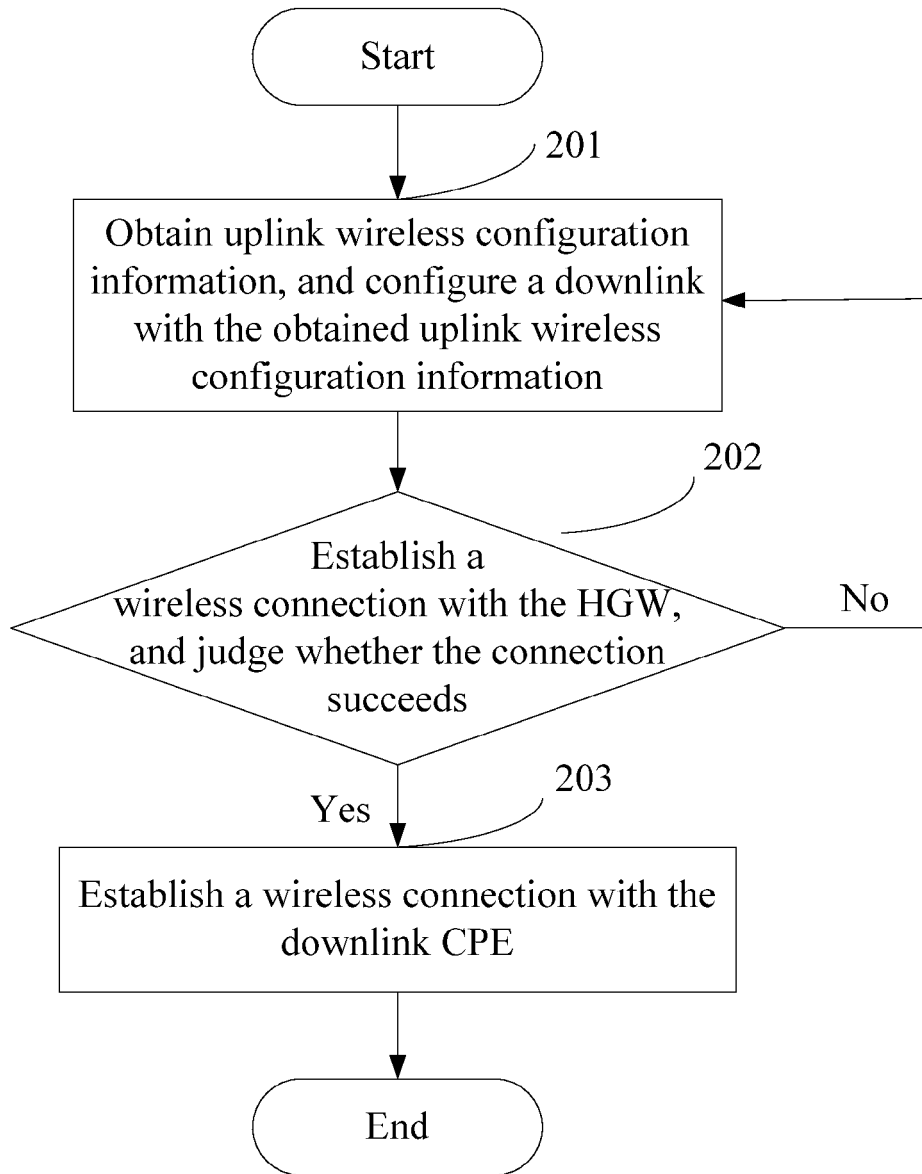 Start
201
Obtain uplink wireless configuration
information, and configure a downlink
with the obtained uplink wireless
configuration information
202
Establish a
wireless connection with the HGW,
and judge whether the connection
succeeds
No
203
Yes
Establish a wireless connection with the
downlink CPE
End